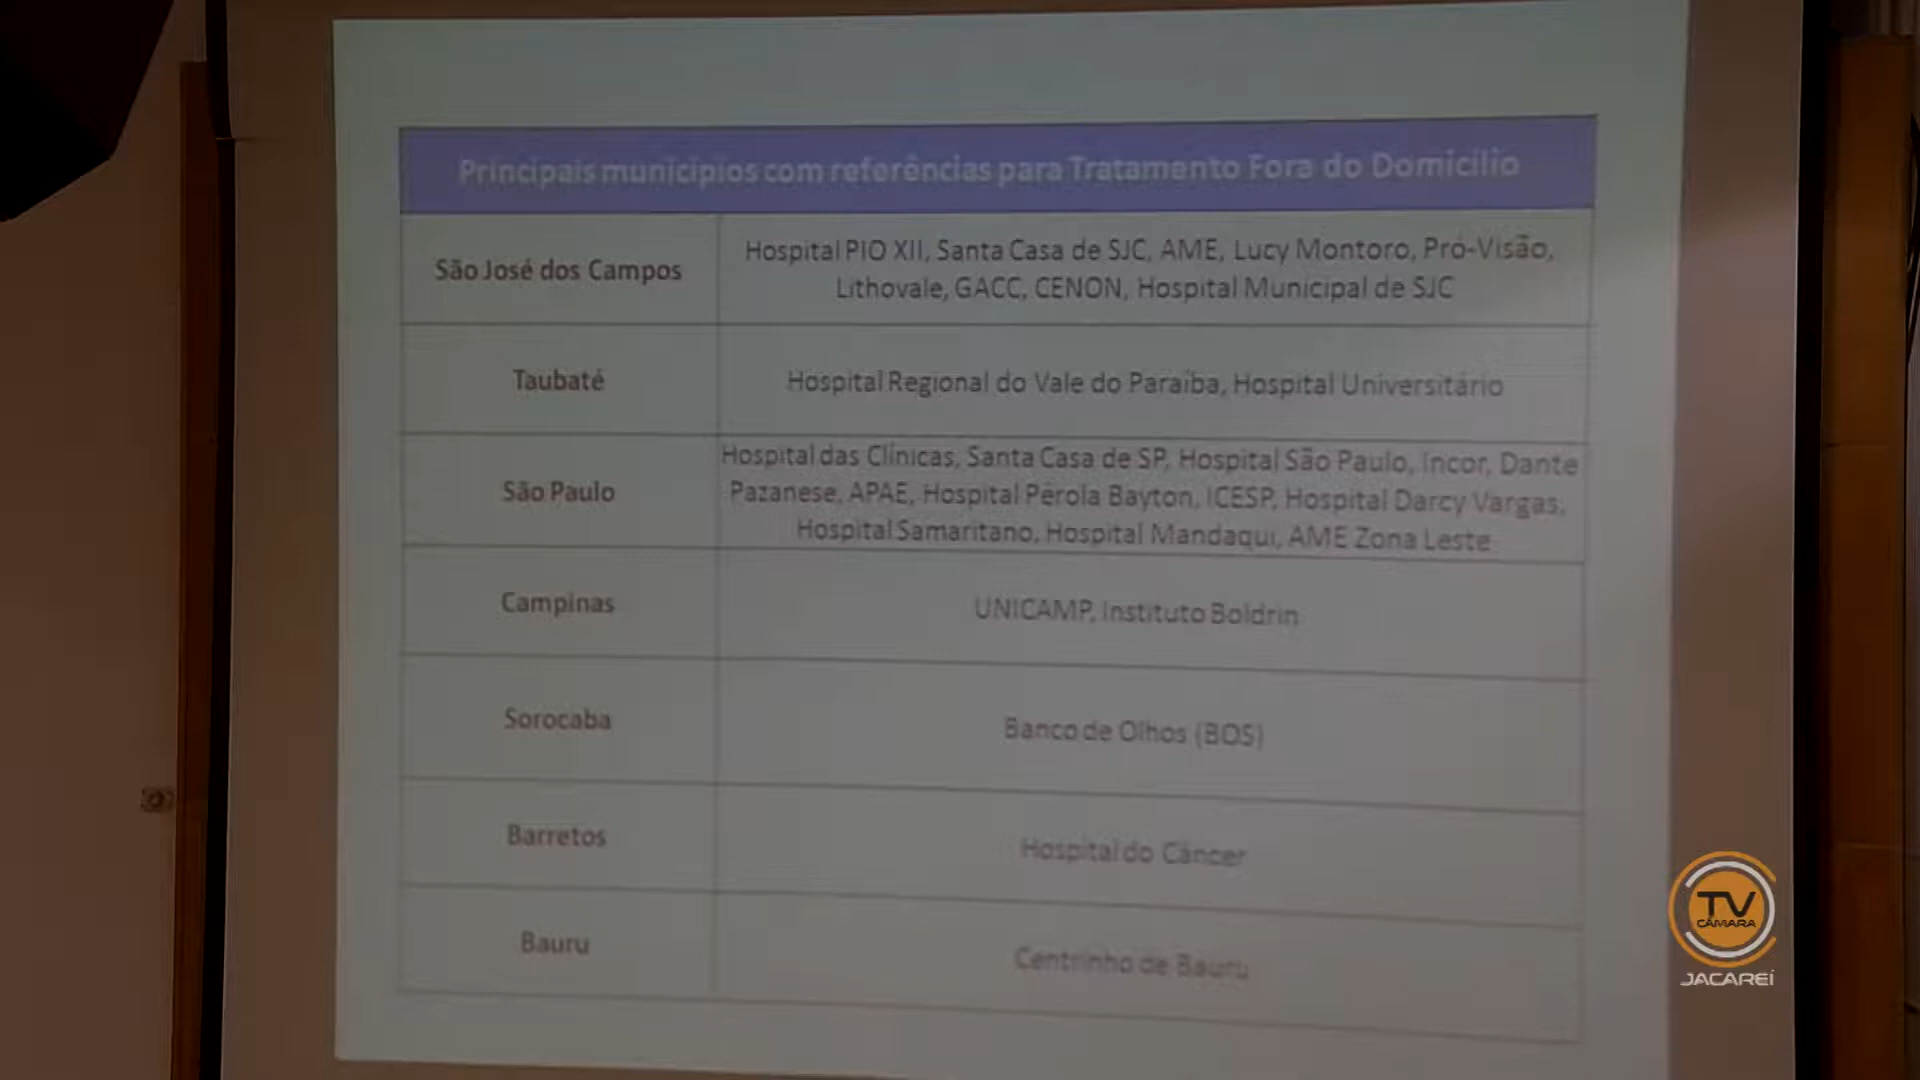 Principais municípios com referências para Tratamento Fora do Domicílio
São José dos Campos
Hospital PIO XII, Santa Casa de SJC, AME, Lucy Montoro, Pró-Visão,
Lithovale, GACC, CENON, Hospital Municipal de SJC
Taubaté
Hospital Regional do Vale do Paraíba, Hospital Universitário
São Paulo
Hospital das Clínicas, Santa Casa de SP, Hospital São Paulo, Incor, Dante
Pazanese, APAE, Hospital Pérola Bayton, ICESP, Hospital Darcy Vargas,
Hospital Samaritano, Hospital Mandaqui, AME Zona Leste
Campinas
UNICAMP, Instituto Boldrin
Sorocaba
Banco de Olhos (BOS)
Barretos
Hospital do Câncer
Bauru
Centrinho de Bauru
TV
CÂMARA
JACAREÍ